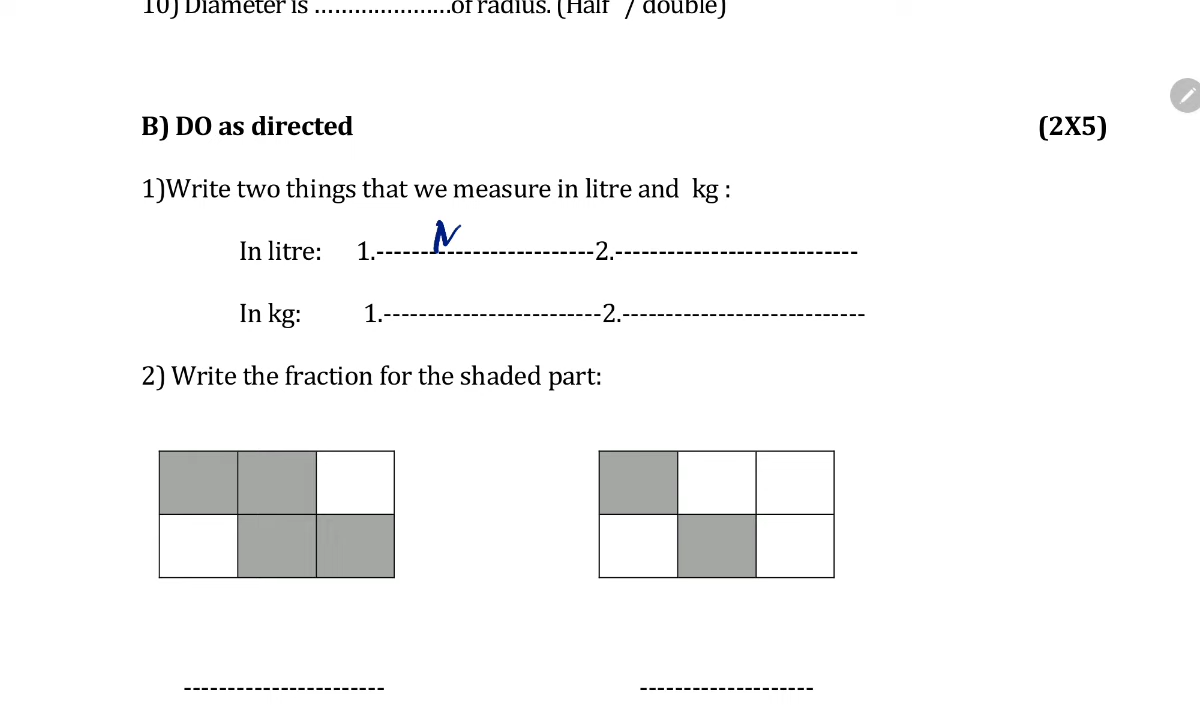 10) Diameter is .....................of radius. (Half / double)
B) DO as directed (2X5)
1)Write two things that we measure in litre and kg :
In litre: 1.-------------------------2.----------------------------
In kg: 1.-------------------------2.----------------------------
2) Write the fraction for the shaded part:
----------------------- --------------------